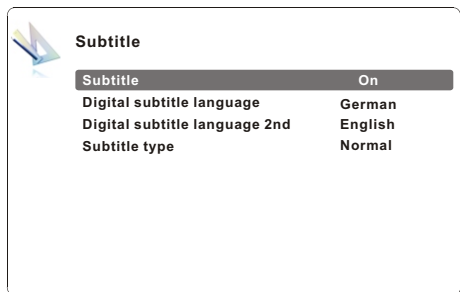 Subtitle
Subtitle On
Digital subtitle language German
Digital subtitle language 2nd English
Subtitle type Normal